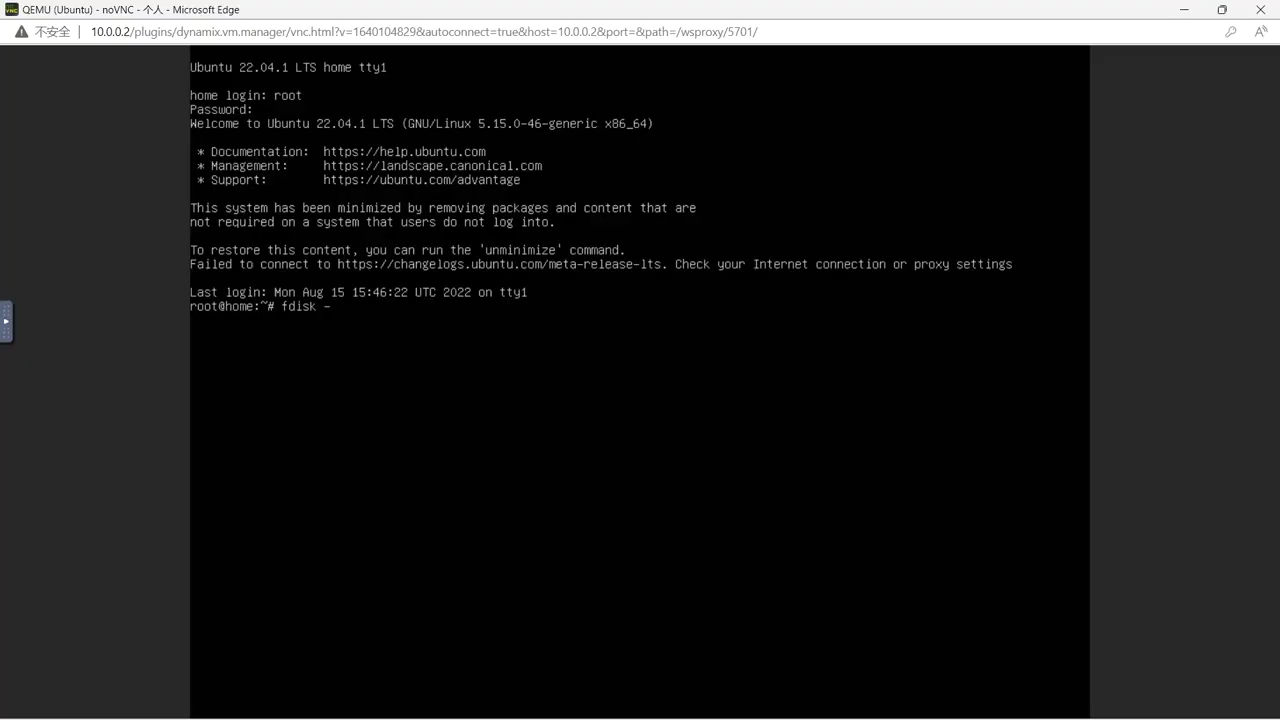 QEMU (Ubuntu) - noVNC - 个人 - Microsoft Edge
不安全 10.0.0.2/plugins/dynamix.vm.manager/vnc.html?v=1640104829&autoconnect=true&host=10.0.0.2&port=&path=/wsproxy/5701/
Ubuntu 22.04.1 LTS home tty1
home login: root
Password:
Welcome to Ubuntu 22.04.1 LTS (GNU/Linux 5.15.0-46-generic x86_64)
* Documentation:  https://help.ubuntu.com
* Management:     https://landscape.canonical.com
* Support:        https://ubuntu.com/advantage
This system has been minimized by removing packages and content that are
not required on a system that users do not log into.
To restore this content, you can run the 'unminimize' command.
Failed to connect to https://changelogs.ubuntu.com/meta-release-lts. Check your Internet connection or proxy settings
Last login: Mon Aug 15 15:46:22 UTC 2022 on tty1
root@home:~# fdisk -